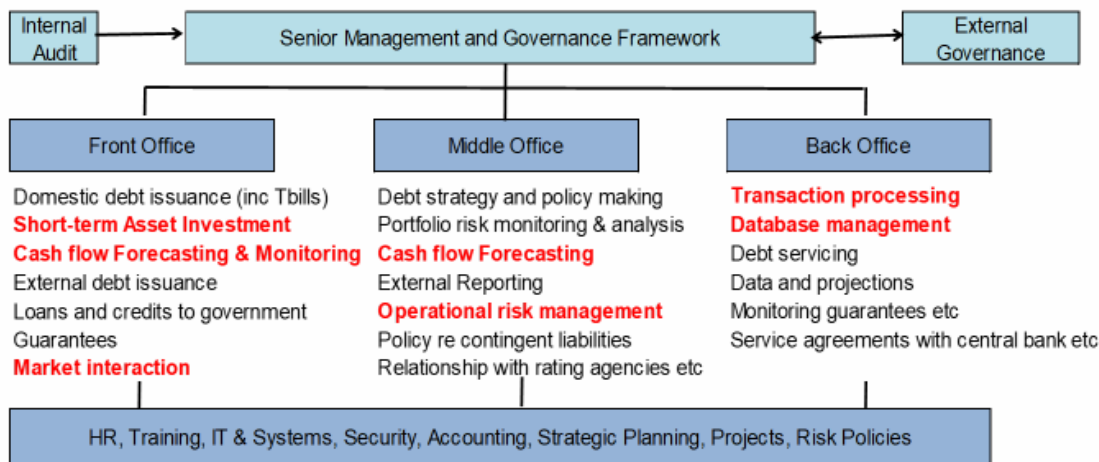 Internal
Audit
Senior Management and Governance Framework
External
Governance
Front Office
Middle Office
Back Office
Domestic debt issuance (inc Tbills)
Short-term Asset Investment
Cash flow Forecasting & Monitoring
External debt issuance
Loans and credits to government
Guarantees
Market interaction
Debt strategy and policy making
Portfolio risk monitoring & analysis
Cash flow Forecasting
External Reporting
Operational risk management
Policy re contingent liabilities
Relationship with rating agencies etc
Transaction processing
Database management
Debt servicing
Data and projections
Monitoring guarantees etc
Service agreements with central bank etc
HR, Training, IT & Systems, Security, Accounting, Strategic Planning, Projects, Risk Policies